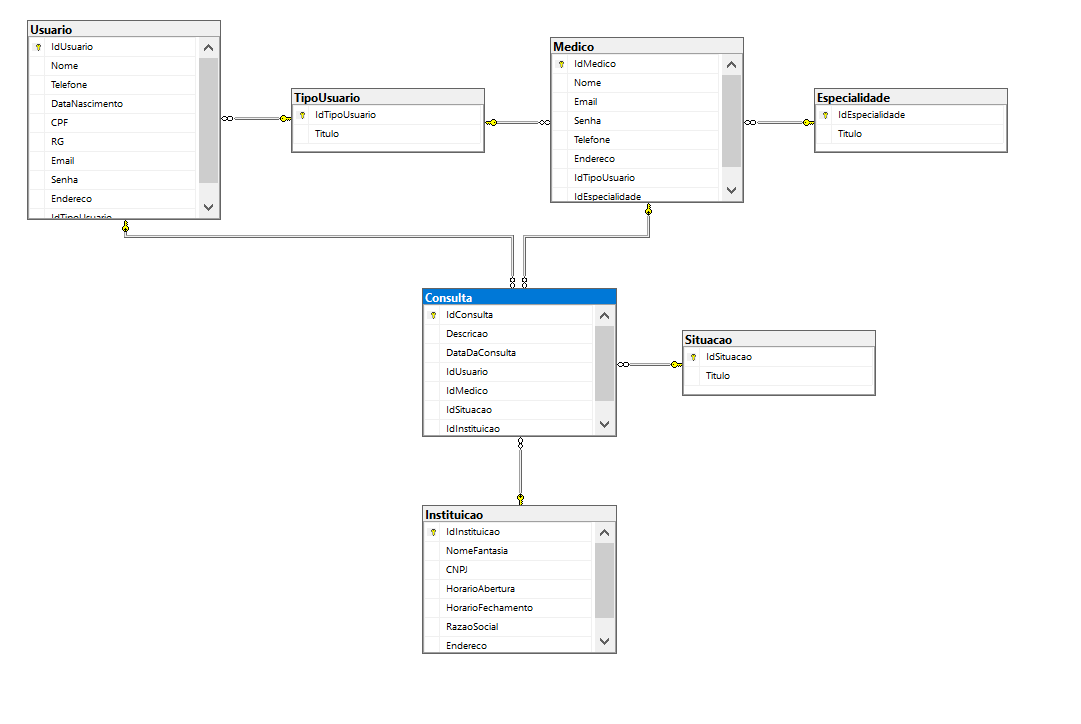 Usuario
IdUsuario
Nome
Telefone
DataNascimento
CPF
RG
Email
Senha
Endereco
IdTipoUsuario
TipoUsuario
IdTipoUsuario
Titulo
Medico
IdMedico
Nome
Email
Senha
Telefone
Endereco
IdTipoUsuario
IdEspecialidade
Especialidade
IdEspecialidade
Titulo
Consulta
IdConsulta
Descricao
DataDaConsulta
IdUsuario
IdMedico
IdSituacao
IdInstituicao
Situacao
IdSituacao
Titulo
Instituicao
IdInstituicao
NomeFantasia
CNPJ
HorarioAbertura
HorarioFechamento
RazaoSocial
Endereco